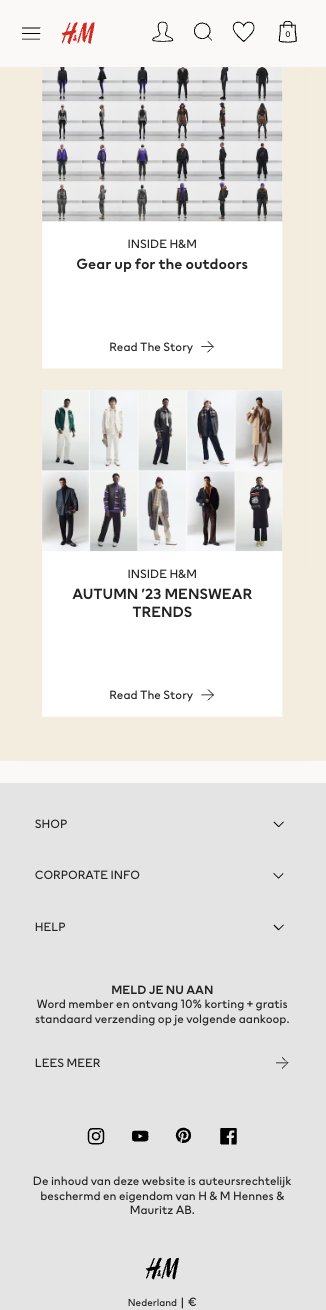 H&M
0
INSIDE H&M
Gear up for the outdoors
Read The Story
INSIDE H&M
AUTUMN '23 MENSWEAR
TRENDS
Read The Story
SHOP
CORPORATE INFO
HELP
MELD JE NU AAN
Word member en ontvang 10% korting + gratis
standaard verzending op je volgende aankoop.
LEES MEER
De inhoud van deze website is auteursrechtelijk
beschermd en eigendom van H & M Hennes &
Mauritz AB.
H&M
Nederland | €